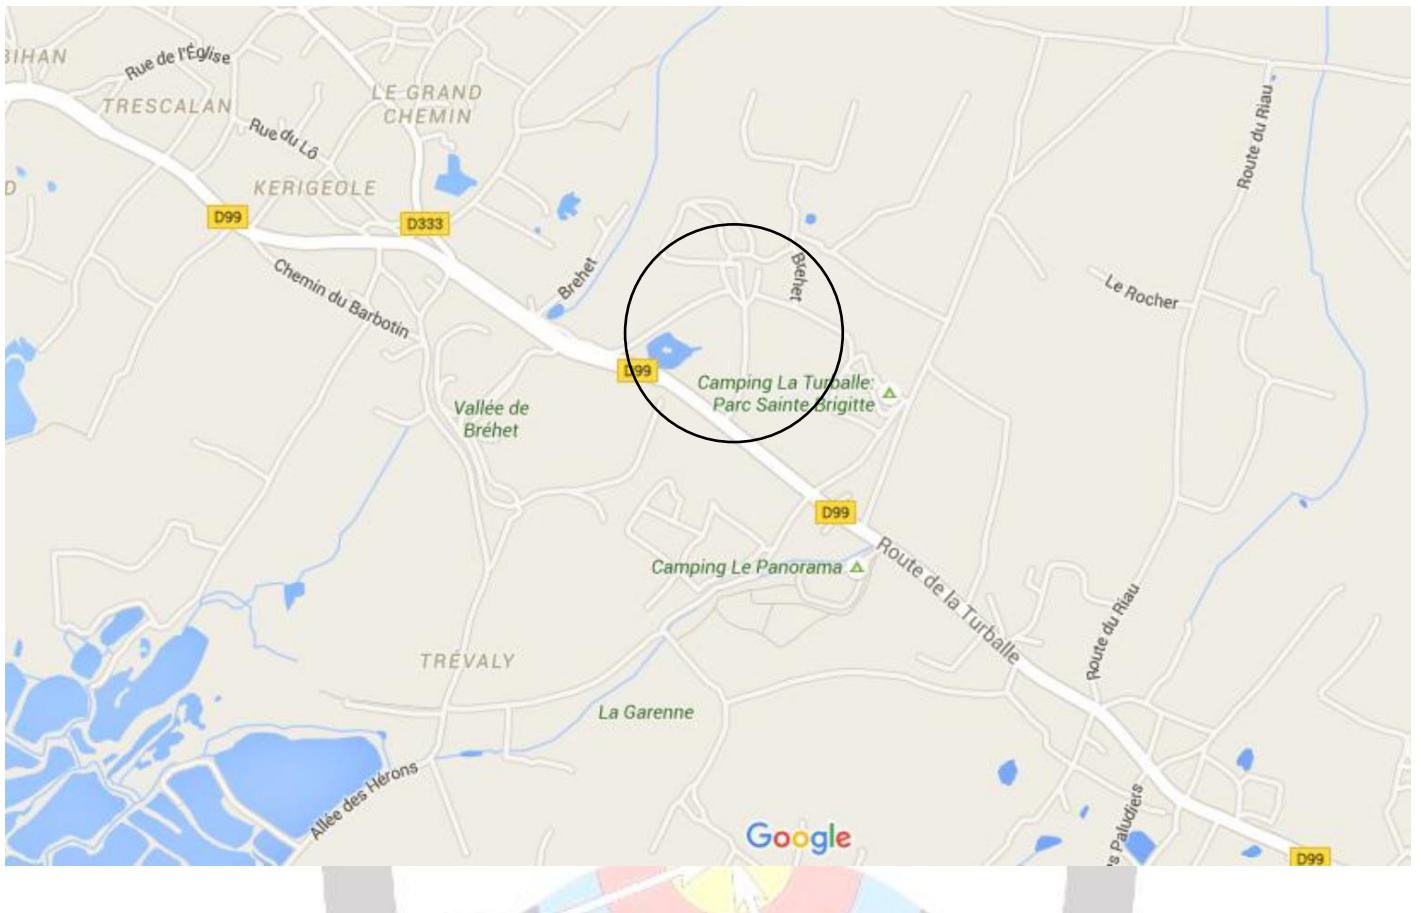 BIHAN
Rue de l'Église
LE GRAND
CHEMIN
TRESCALAN
Rue du Lô
Route du Riau
KERIGEOLE
D
D99
D333
Brehet
Brehet
Chemin du Barbotin
Le Rocher
D99
Camping La Turballe:
Parc Sainte Brigitte
Vallée de
Bréhet
D99
Route de la Turballe
Camping Le Panorama
Route du Riau
TRÉVALY
La Garenne
Allée des Hérons
s Paludiers
Google
D99